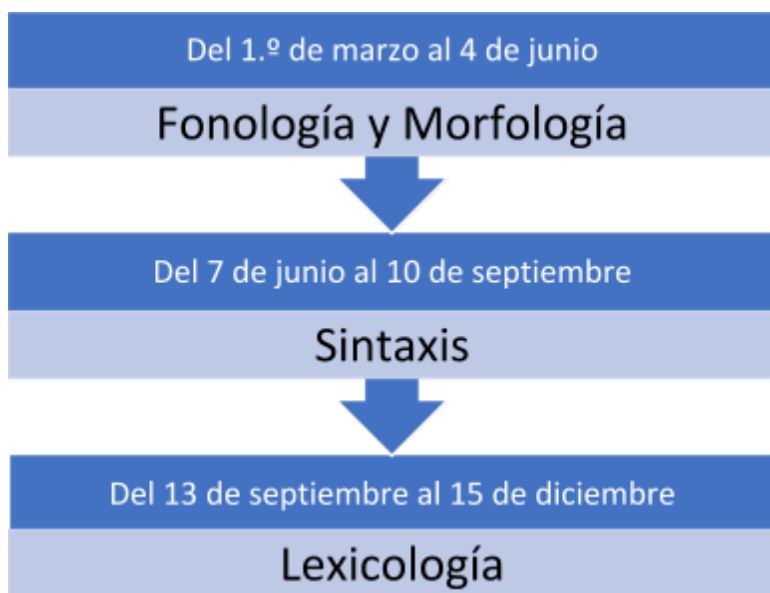 Del 1.º de marzo al 4 de junio
Fonología y Morfología
Del 7 de junio al 10 de septiembre
Sintaxis
Del 13 de septiembre al 15 de diciembre
Lexicología